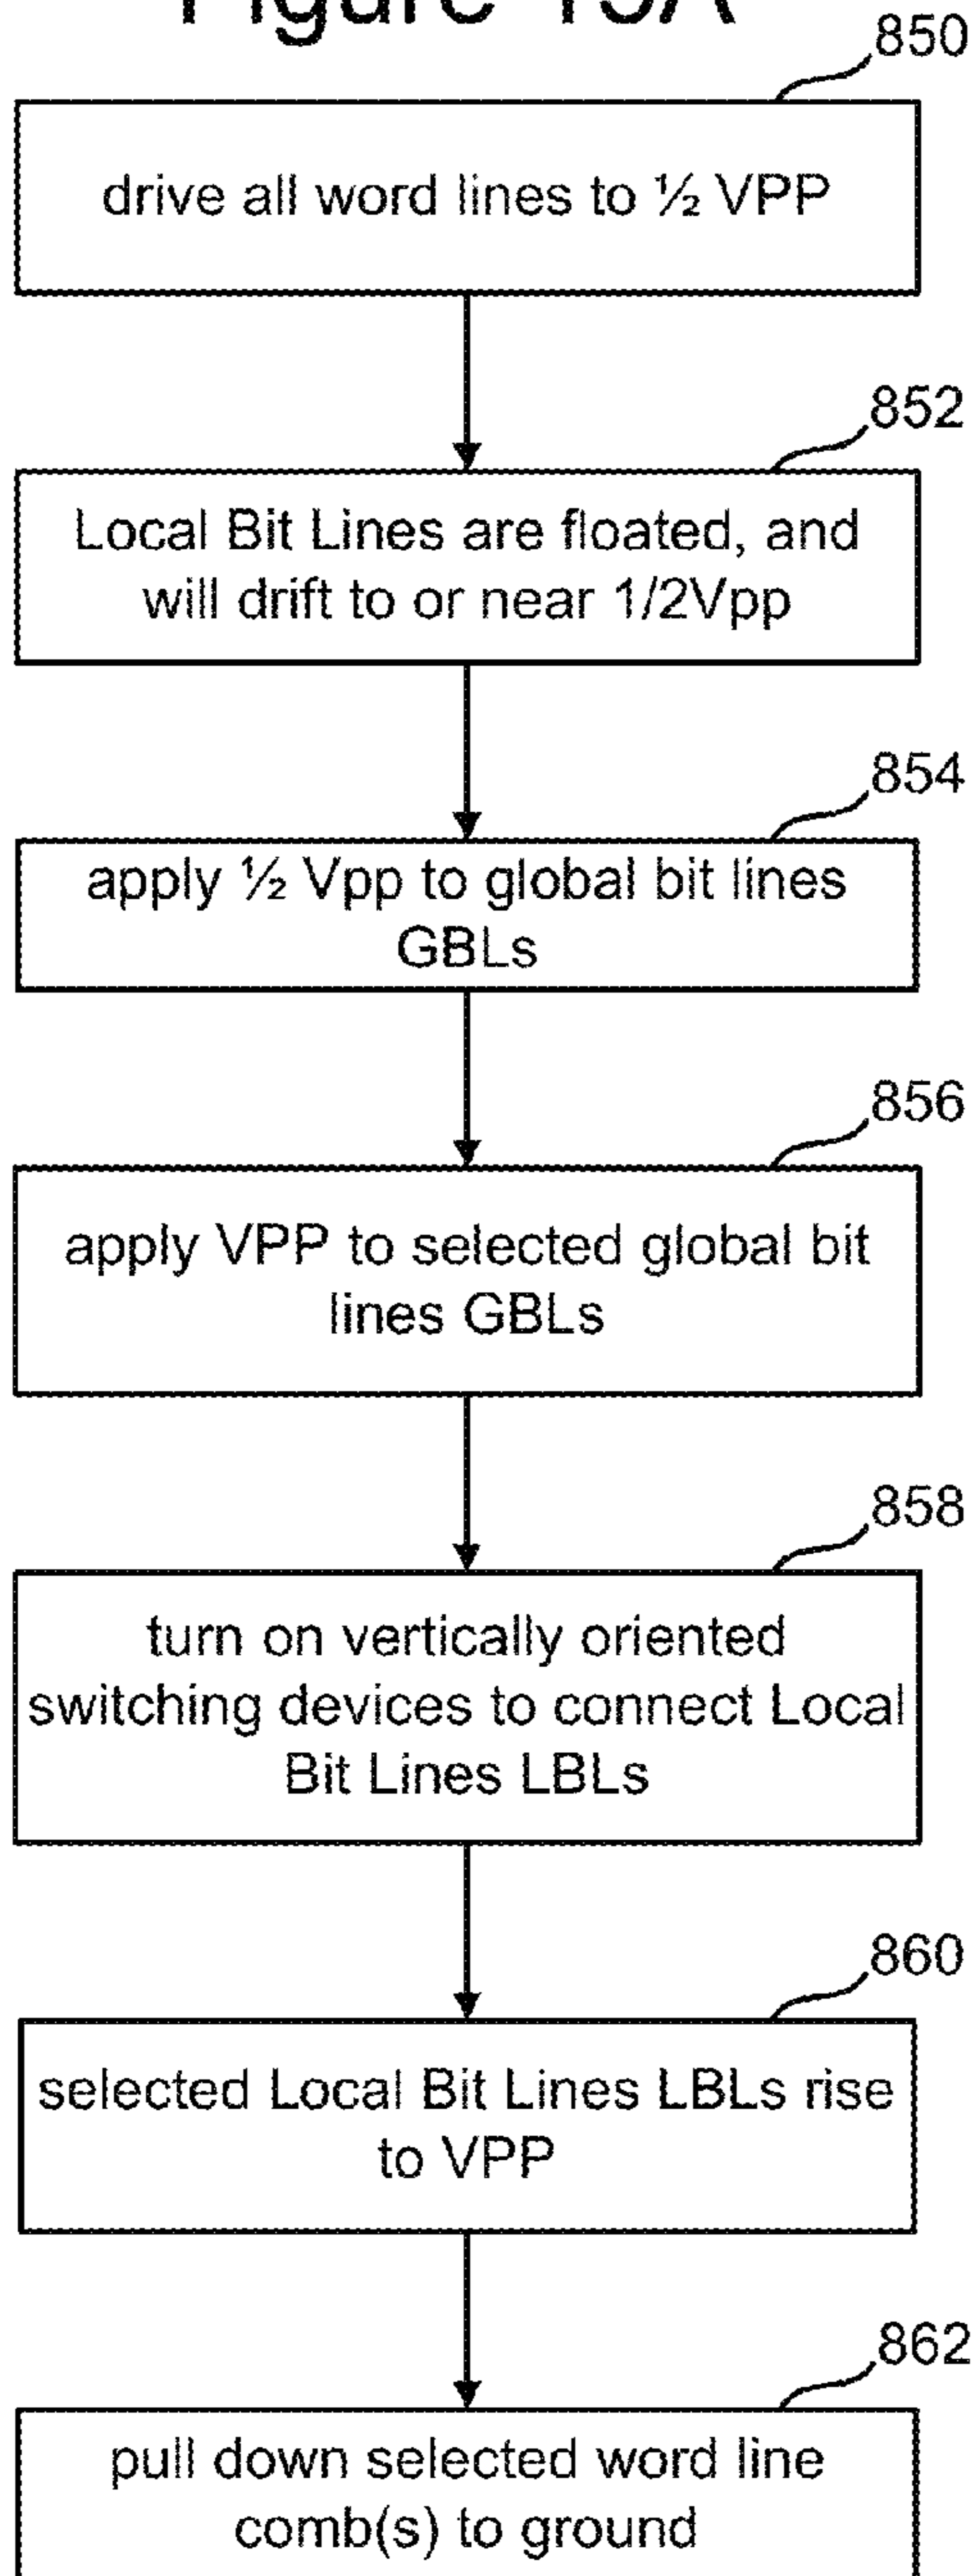 Figure 15A
850
drive all word lines to ½ VPP
852
Local Bit Lines are floated, and
will drift to or near 1/2Vpp
854
apply ½ Vpp to global bit lines
GBLs
856
apply VPP to selected global bit
lines GBLs
858
turn on vertically oriented
switching devices to connect Local
Bit Lines LBLs
860
selected Local Bit Lines LBLs rise
to VPP
862
pull down selected word line
comb(s) to ground